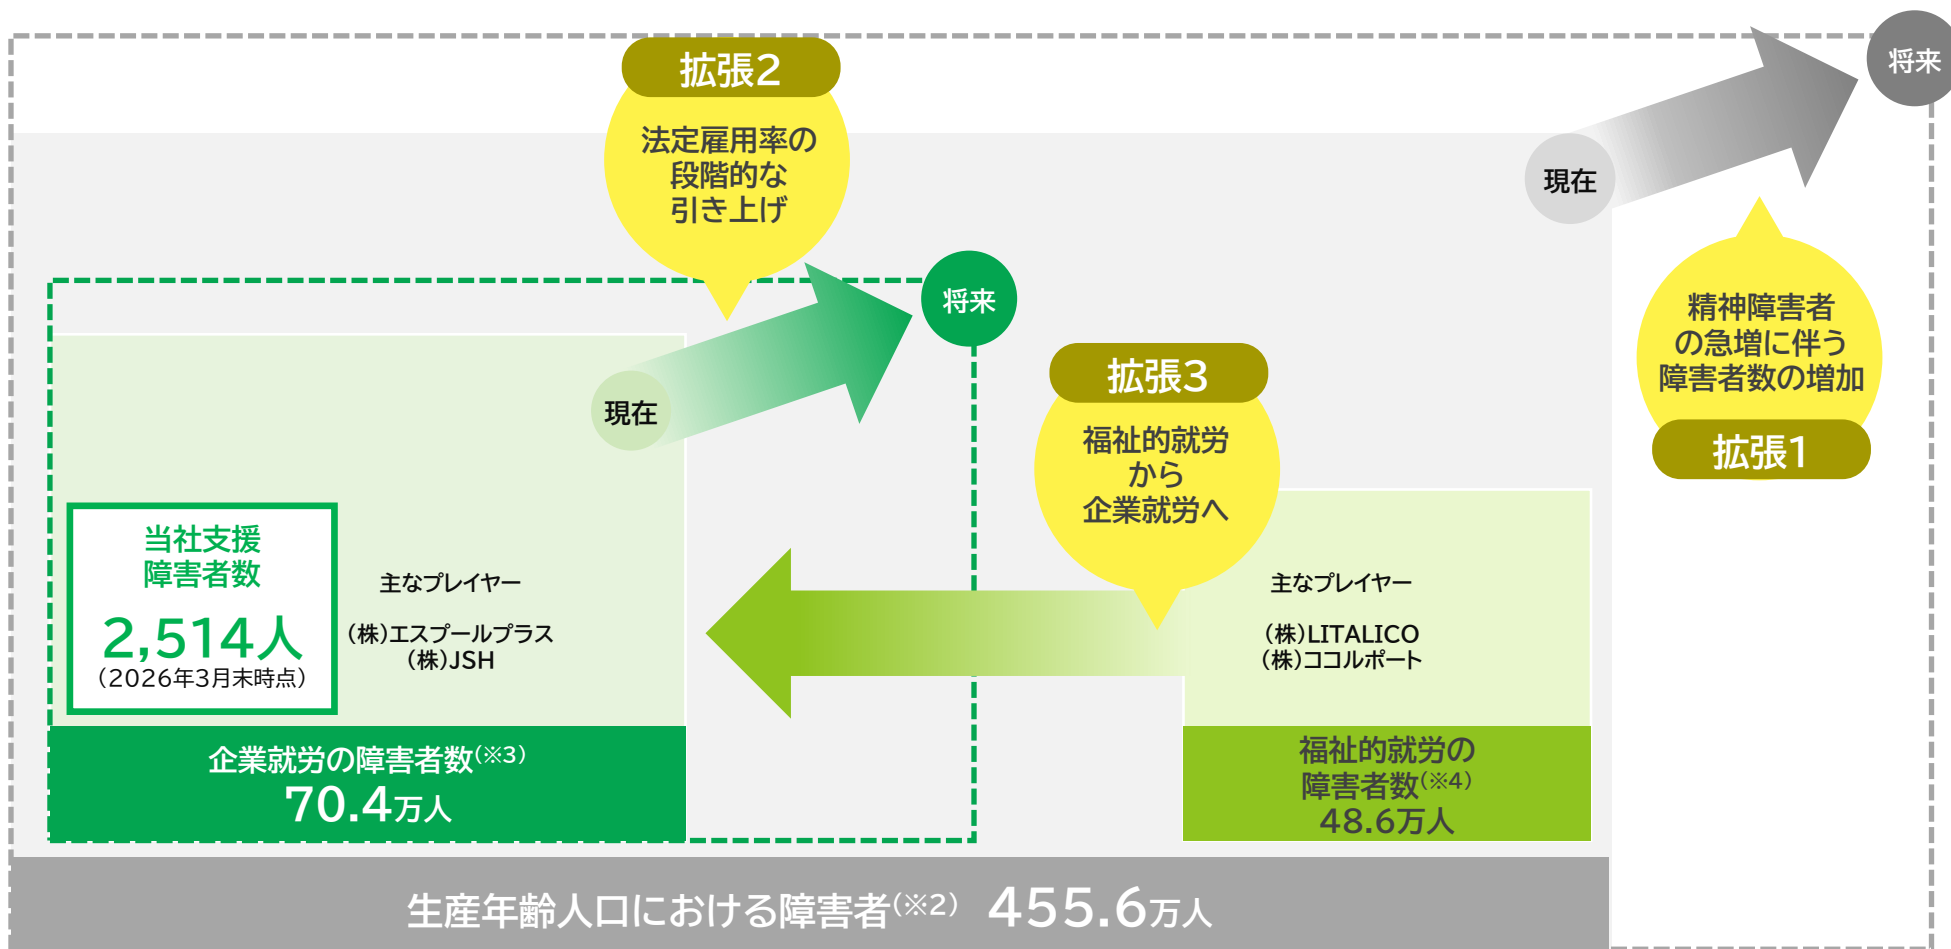 将来
拡張2
法定雇用率の
段階的な
引き上げ
現在
将来
現在
精神障害者
の急増に伴う
障害者数の増加
拡張1
拡張3
福祉的就労
から
企業就労へ
当社支援
障害者数
2,514人
（2026年3月末時点）
主なプレイヤー
（株）エスプールプラス
（株）JSH
主なプレイヤー
（株）LITALICO
（株）ココルポート
企業就労の障害者数（※3）
70.4万人
福祉的就労の
障害者数（※4）
48.6万人
生産年齢人口における障害者（※2） 455.6万人